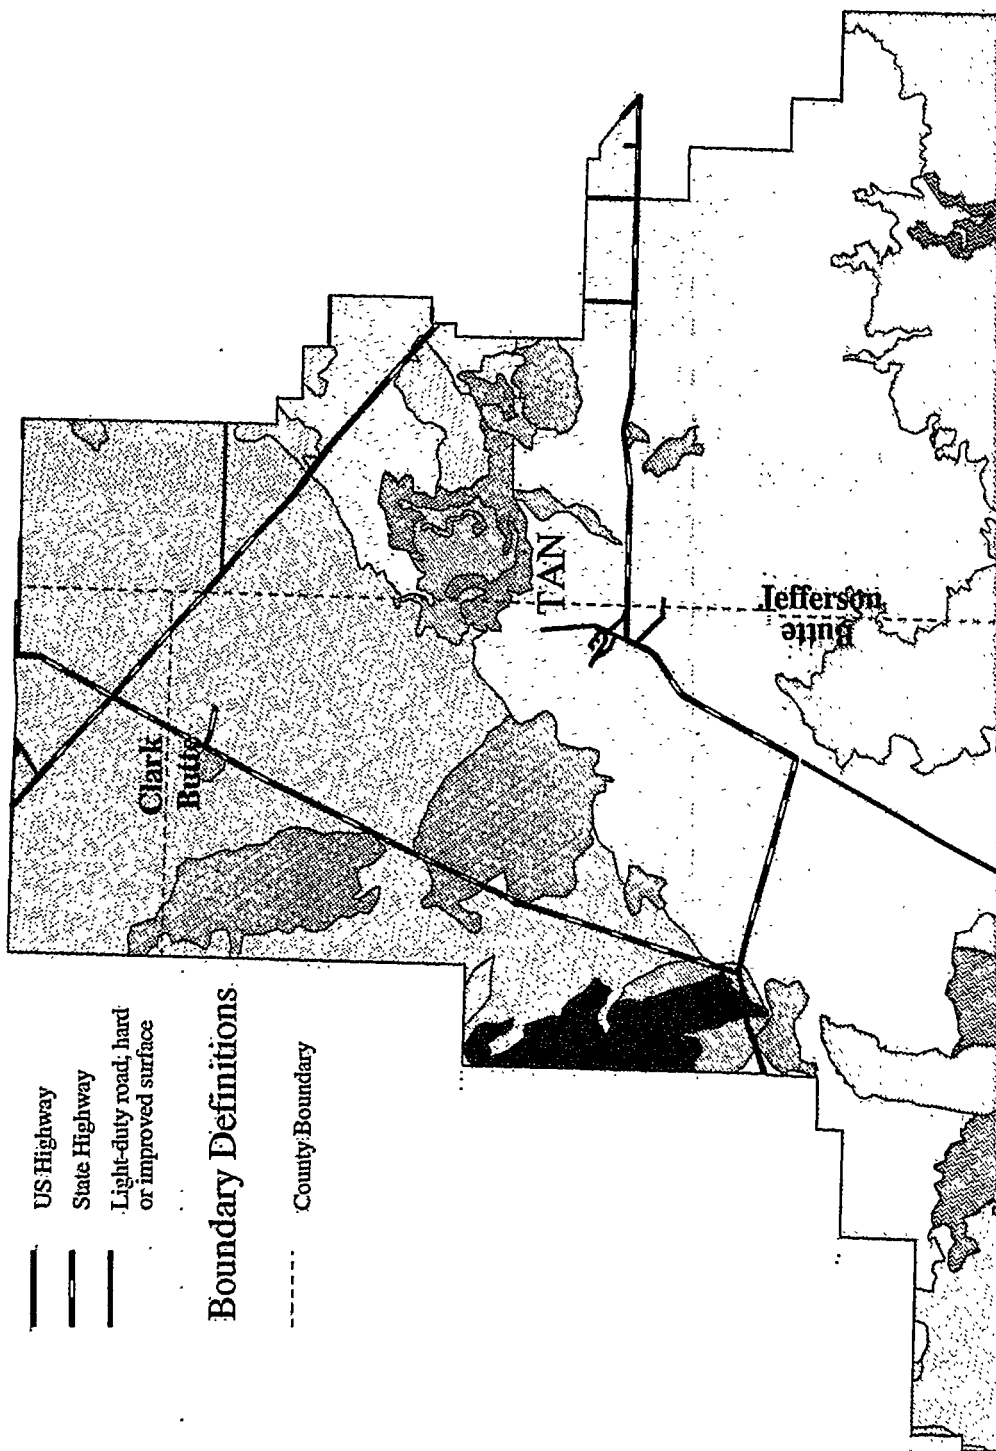 US Highway
State Highway
Light-duty road, hard
or improved surface
Boundary Definitions
County Boundary
Clark
Butte
TAN
Jefferson
Butte